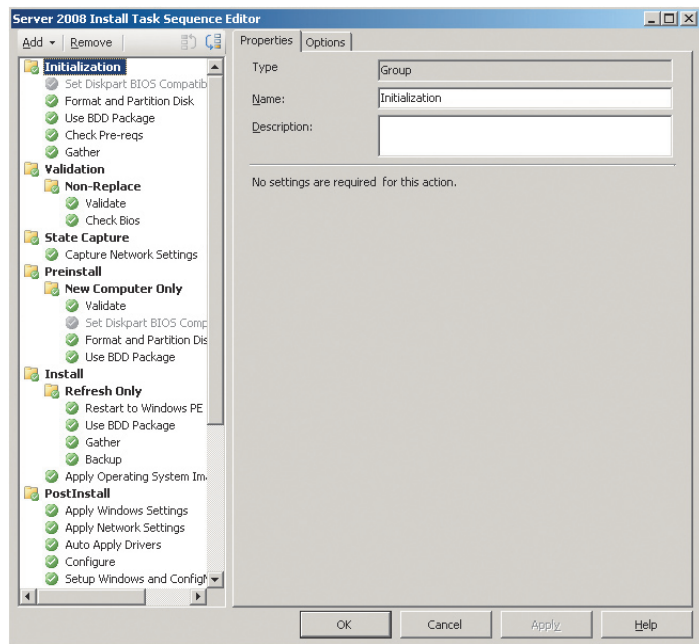 Server 2008 Install Task Sequence Editor
Add
Remove
Initialization
Set Diskpart BIOS Compatib
Format and Partition Disk
Use BDD Package
Check Pre-reqs
Gather
Validation
Non-Replace
Validate
Check Bios
State Capture
Capture Network Settings
Preinstall
New Computer Only
Validate
Set Diskpart BIOS Comp
Format and Partition Dis
Use BDD Package
Install
Refresh Only
Restart to Windows PE
Use BDD Package
Gather
Backup
Apply Operating System Im
PostInstall
Apply Windows Settings
Apply Network Settings
Auto Apply Drivers
Configure
Setup Windows and ConfigM
Properties
Options
Type
Group
Name:
Initialization
Description:
No settings are required for this action.
OK
Cancel
Apply
Help